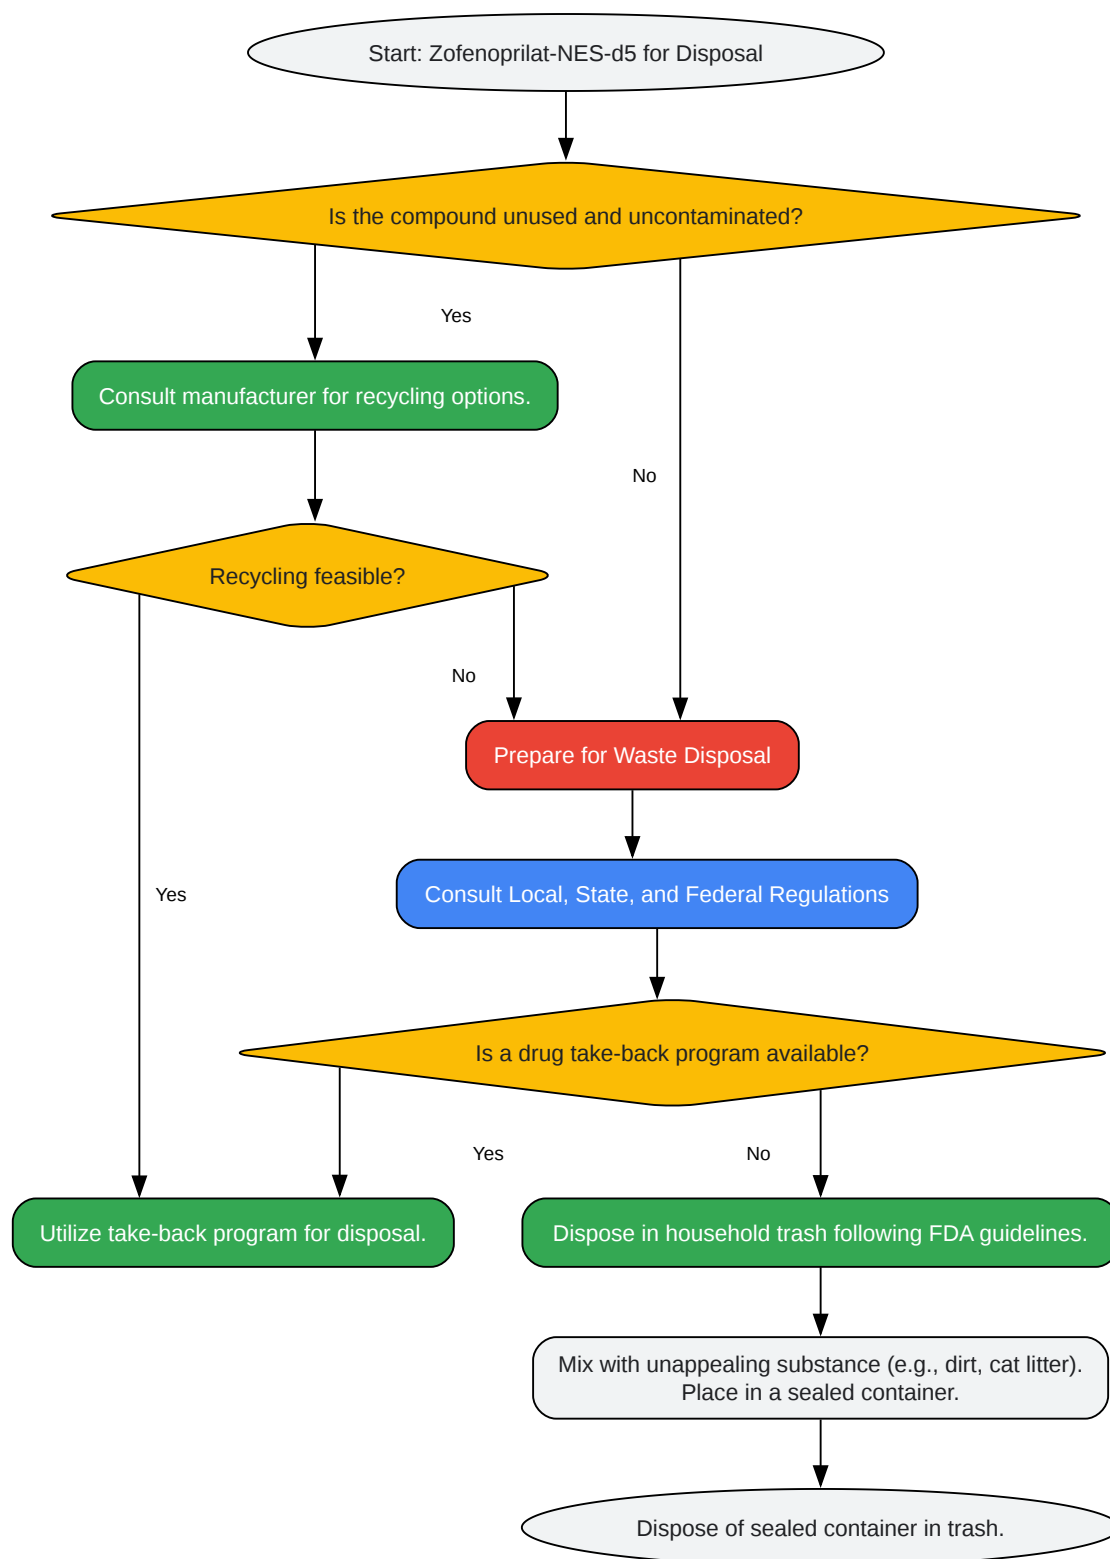 Start: Zofenoprilat-NES-d5 for Disposal
Is the compound unused and uncontaminated?
Yes
Consult manufacturer for recycling options.
No
Recycling feasible?
No
Prepare for Waste Disposal
Yes
Consult Local, State, and Federal Regulations
Is a drug take-back program available?
Yes
No
Utilize take-back program for disposal.
Dispose in household trash following FDA guidelines.
Mix with unappealing substance (e.g., dirt, cat litter).
Place in a sealed container.
Dispose of sealed container in trash.